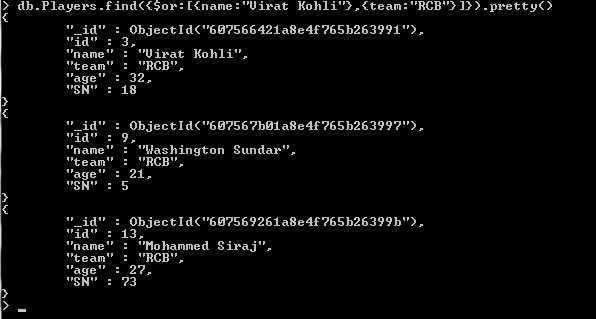 > db.Players.find({$or:[{name:"Virat Kohli"},{team:"RCB"}]}).pretty()
{
"_id" : ObjectId("607566421a8e4f765b263991"),
"id" : 3,
"name" : "Virat Kohli",
"team" : "RCB",
"age" : 32,
"SN" : 18
}
{
"_id" : ObjectId("607567b01a8e4f765b263997"),
"id" : 9,
"name" : "Washington Sundar",
"team" : "RCB",
"age" : 21,
"SN" : 5
}
{
"_id" : ObjectId("607569261a8e4f765b26399b"),
"id" : 13,
"name" : "Mohammed Siraj",
"team" : "RCB",
"age" : 27,
"SN" : 73
}
> _